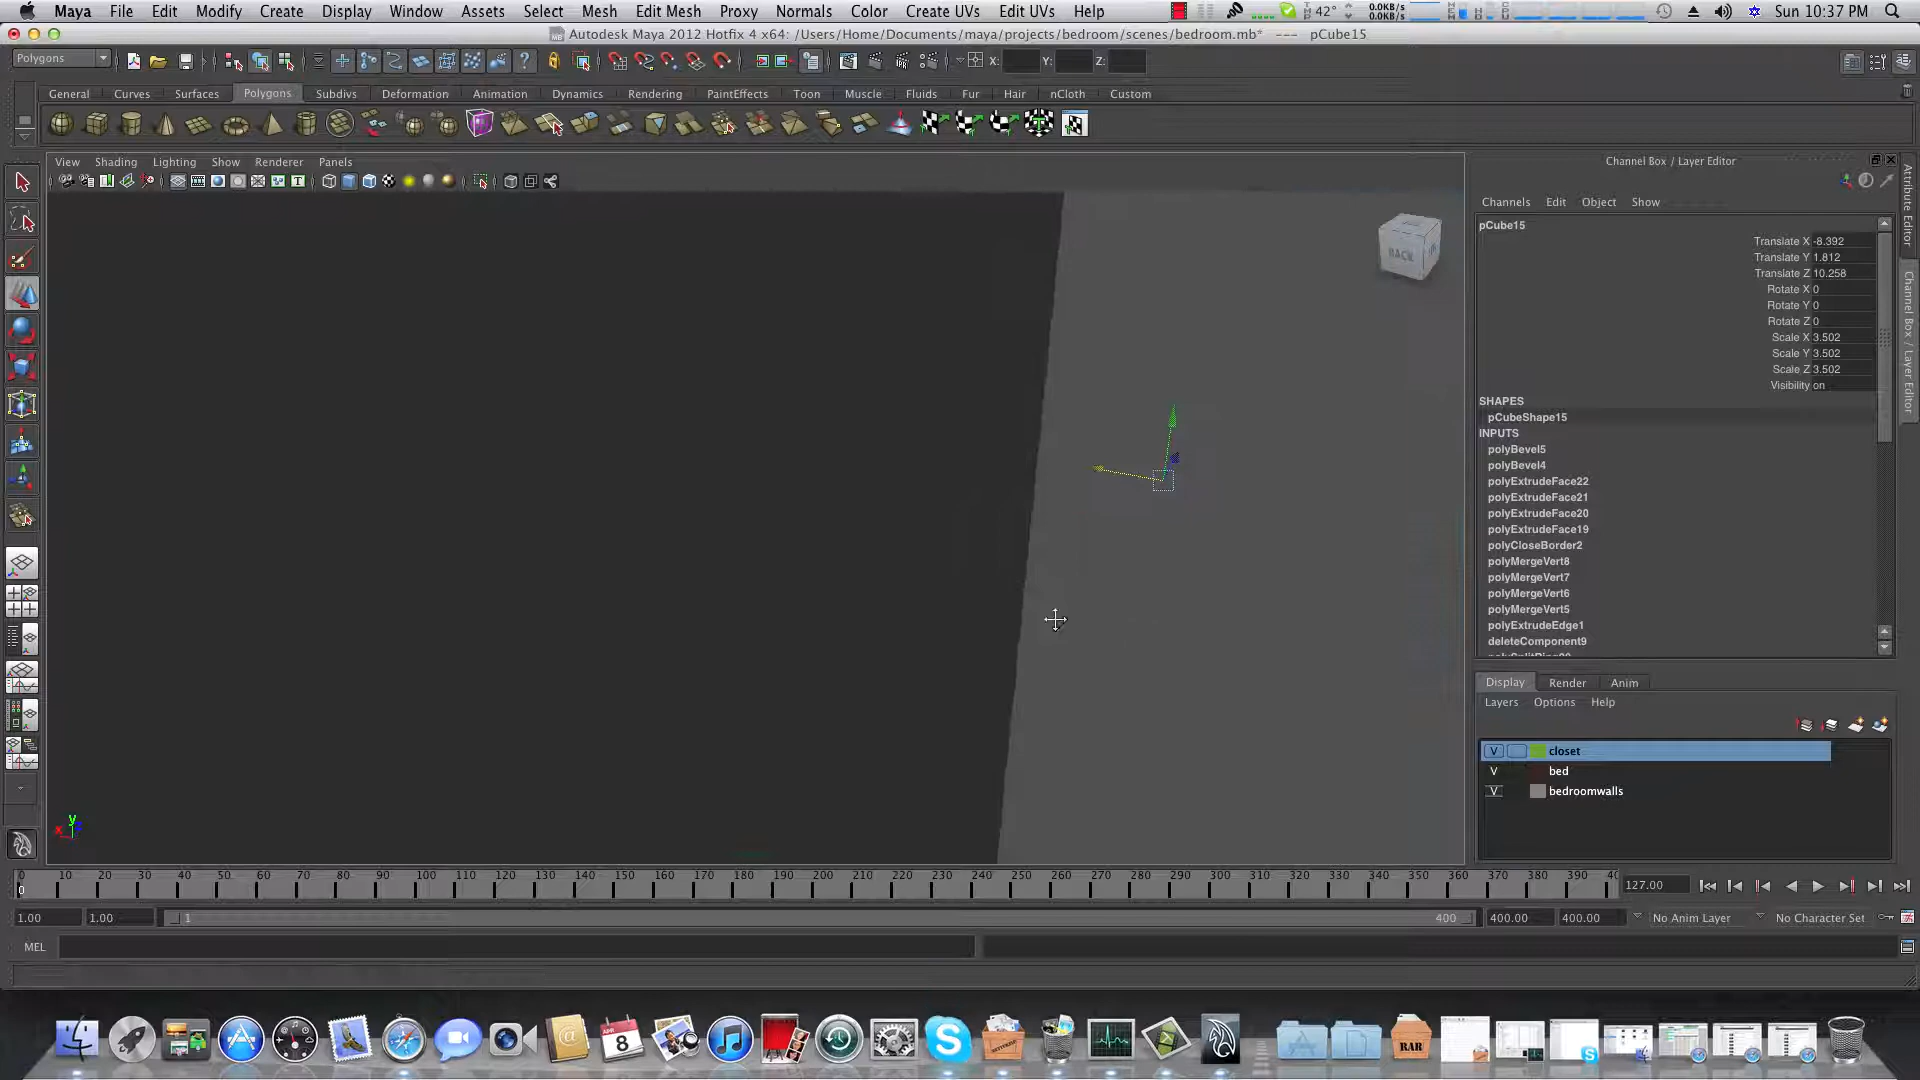 Maya File Edit Modify Create Display Window Assets Select Mesh Edit Mesh Proxy Normals Color Create UVs Edit UVs Help 42° 0.0KB/s 0.0KB/s Sun 10:37 PM
Autodesk Maya 2012 Hotfix 4 x64: /Users/Home/Documents/maya/projects/bedroom/scenes/bedroom.mb* --- pCube15
Polygons X: Y: Z:
General Curves Surfaces Polygons Subdivs Deformation Animation Dynamics Rendering PaintEffects Toon Muscle Fluids Fur Hair nCloth Custom
View Shading Lighting Show Renderer Panels
Channel Box / Layer Editor
Channels Edit Object Show
pCube15
Translate X -8.392
Translate Y 1.812
Translate Z 10.258
Rotate X 0
Rotate Y 0
Rotate Z 0
Scale X 3.502
Scale Y 3.502
Scale Z 3.502
Visibility on
SHAPES
pCubeShape15
INPUTS
polyBevel5
polyBevel4
polyExtrudeFace22
polyExtrudeFace21
polyExtrudeFace20
polyExtrudeFace19
polyCloseBorder2
polyMergeVert8
polyMergeVert7
polyMergeVert6
polyMergeVert5
polyExtrudeEdge1
deleteComponent9
Attribute Editor
Channel Box / Layer Editor
BACK
Display Render Anim
Layers Options Help
V closet
V bed
V bedroomwalls
y
x
0 10 20 30 40 50 60 70 80 90 100 110 120 130 140 150 160 170 180 190 200 210 220 230 240 250 260 270 280 290 300 310 320 330 340 350 360 370 380 390 40
0
127.00
1.00 1.00 1 400 400.00 400.00 No Anim Layer No Character Set
MEL
APR
8
RAR